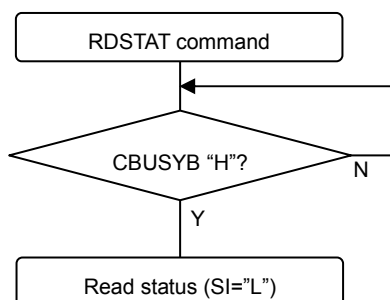 RDSTAT command
CBUSYB “H”?
N
Y
Read status (SI=”L”)